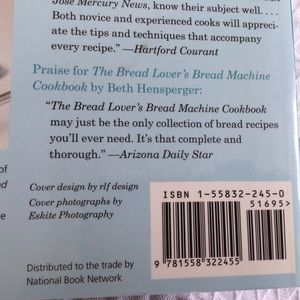 José Mercury News, know their subject well. . . .
Both novice and experienced cooks will appreci-
ate the tips and techniques that accompany
every recipe." —Hartford Courant
Praise for The Bread Lover's Bread Machine
Cookbook by Beth Hensperger:
"The Bread Lover's Bread Machine Cookbook
may just be the only collection of bread recipes
you'll ever need. It's that complete and
thorough." —Arizona Daily Star
of
Cover design by rlf design
Cover photographs by
Eskite Photography
Distributed to the trade by
National Book Network
ISBN 1-55832-245-0
51695>
9 781558 322455